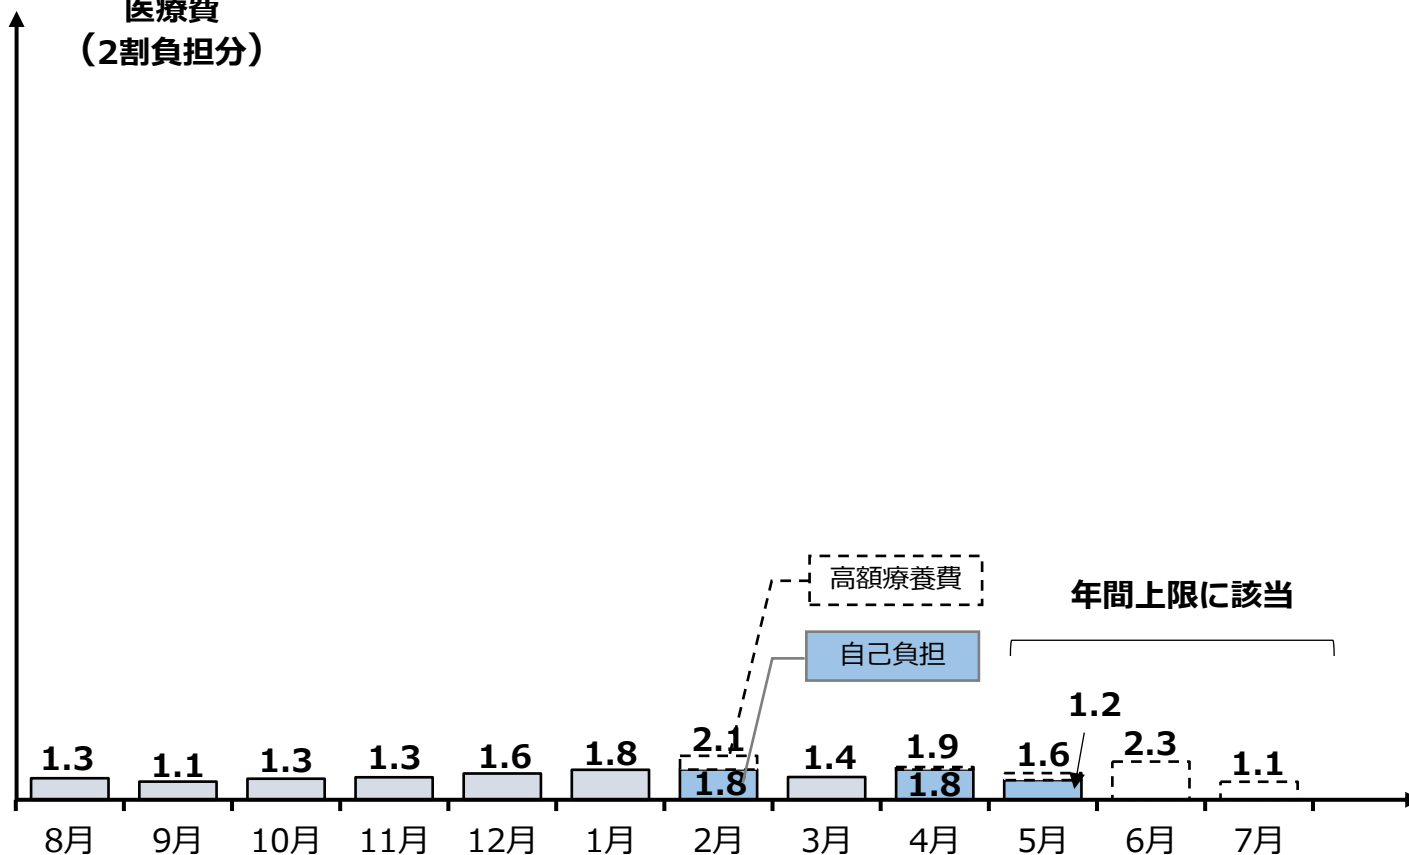 医療費
（2割負担分）
高額療養費
年間上限に該当
自己負担
1.3
1.1
1.3
1.3
1.6
1.8
2.1
1.8
1.4
1.9
1.8
1.6
1.2
2.3
1.1
8月
9月
10月
11月
12月
1月
2月
3月
4月
5月
6月
7月